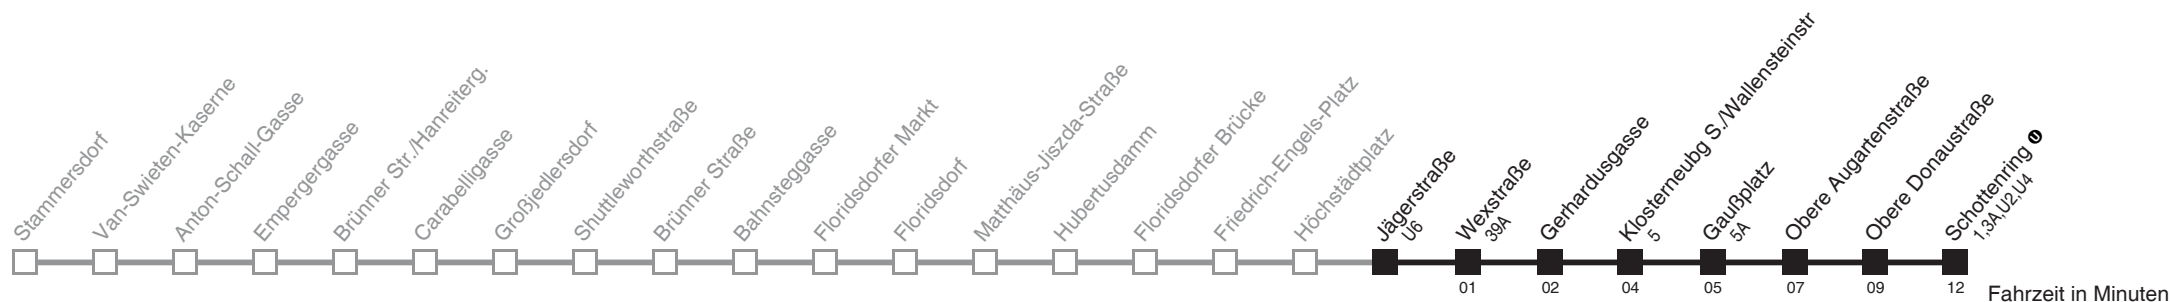 Stammersdorf
Van-Swieten-Kaserne
Anton-Schall-Gasse
Empergergasse
Brünner Str./Hanreiterg.
Carabelligasse
Großjedlersdorf
Shuttleworthstraße
Brünner Straße
Bahnsteggasse
Floridsdorfer Markt
Floridsdorf
Matthäus-Jiszda-Straße
Hubertusdamm
Floridsdorfer Brücke
Friedrich-Engels-Platz
Höchstädtplatz
Jägerstraße
U6
Wexstraße
39A
Gerhardusgasse
Klosterneubg S./Wallensteinstr
5
Gaußplatz
5A
Obere Augartenstraße
Obere Donaustraße
Schottenring U
1,3A,U2,U4
01 02 04 05 07 09 12
Fahrzeit in Minuten